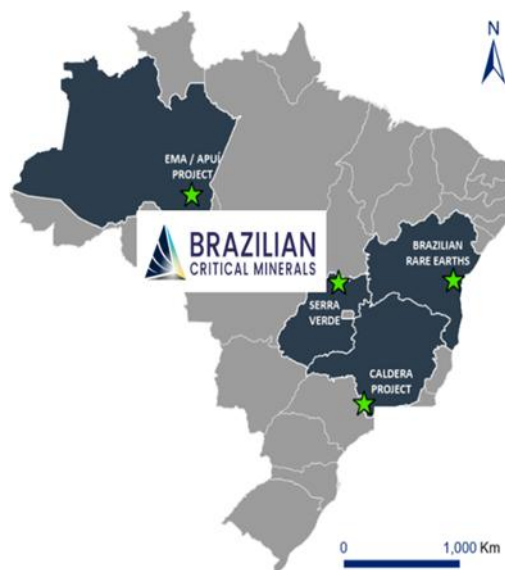 N
EMA / APUÍ
PROJECT
BRAZILIAN
CRITICAL MINERALS
BRAZILIAN
RARE EARTHS
SERRA
VERDE
CALDERA
PROJECT
0 1,000 Km